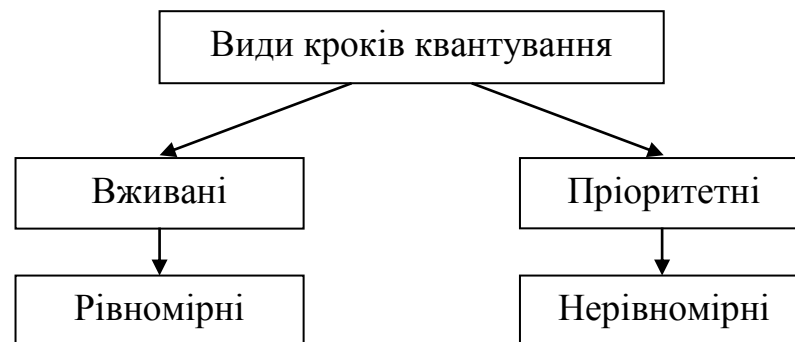 Види кроків квантування
Вживані
Пріоритетні
Рівномірні
Нерівномірні